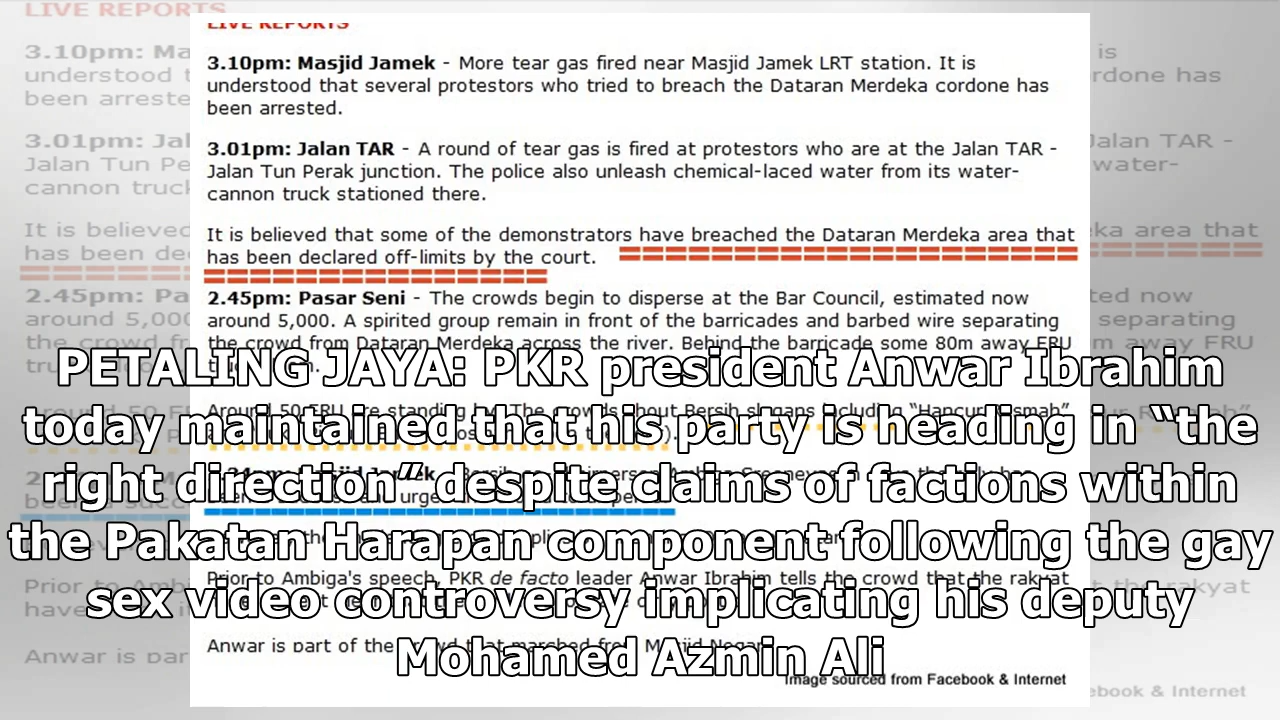 LIVE REPORTS
3.10pm: Masjid Jamek - More tear gas fired near Masjid Jamek LRT station. It is
understood that several protestors who tried to breach the Dataran Merdeka cordone has
been arrested.
3.01pm: Jalan TAR - A round of tear gas is fired at protestors who are at the Jalan TAR -
Jalan Tun Perak junction. The police also unleash chemical-laced water from its water-
cannon truck stationed there.
It is believed that some of the demonstrators have breached the Dataran Merdeka area that
has been declared off-limits by the court.
2.45pm: Pasar Seni - The crowds begin to disperse at the Bar Council, estimated now
around 5,000. A spirited group remain in front of the barricades and barbed wire separating
the crowd from Dataran Merdeka across the river. Behind the barricade some 80m away FRU
PETALING JAYA: PKR president Anwar Ibrahim
today maintained that his party is heading in “the
right direction” despite claims of factions within
the Pakatan Harapan component following the gay
sex video controversy implicating his deputy
Mohamed Azmin Ali
Prior to Ambiga's speech, PKR de facto leader Anwar Ibrahim tells the crowd that the rakyat
Anwar is part of the
Image sourced from Facebook & Internet